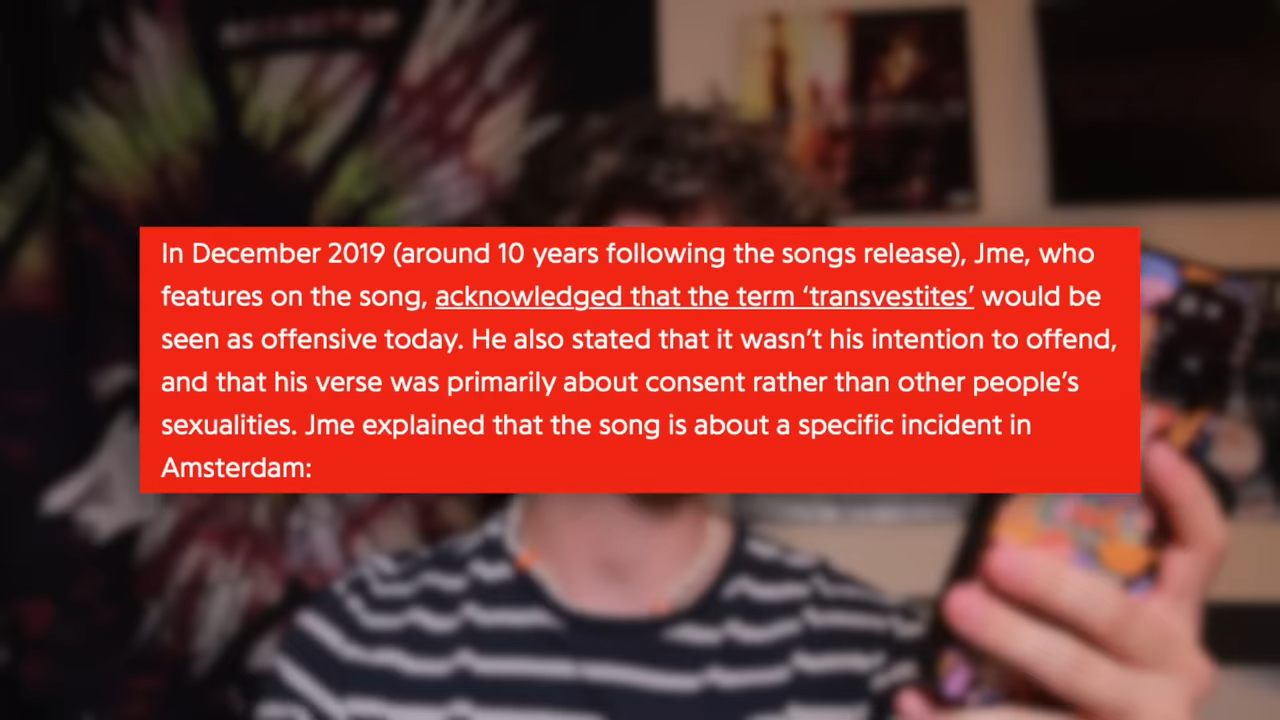 In December 2019 (around 10 years following the songs release), Jme, who
features on the song, acknowledged that the term ‘transvestites’ would be
seen as offensive today. He also stated that it wasn’t his intention to offend,
and that his verse was primarily about consent rather than other people’s
sexualities. Jme explained that the song is about a specific incident in
Amsterdam: